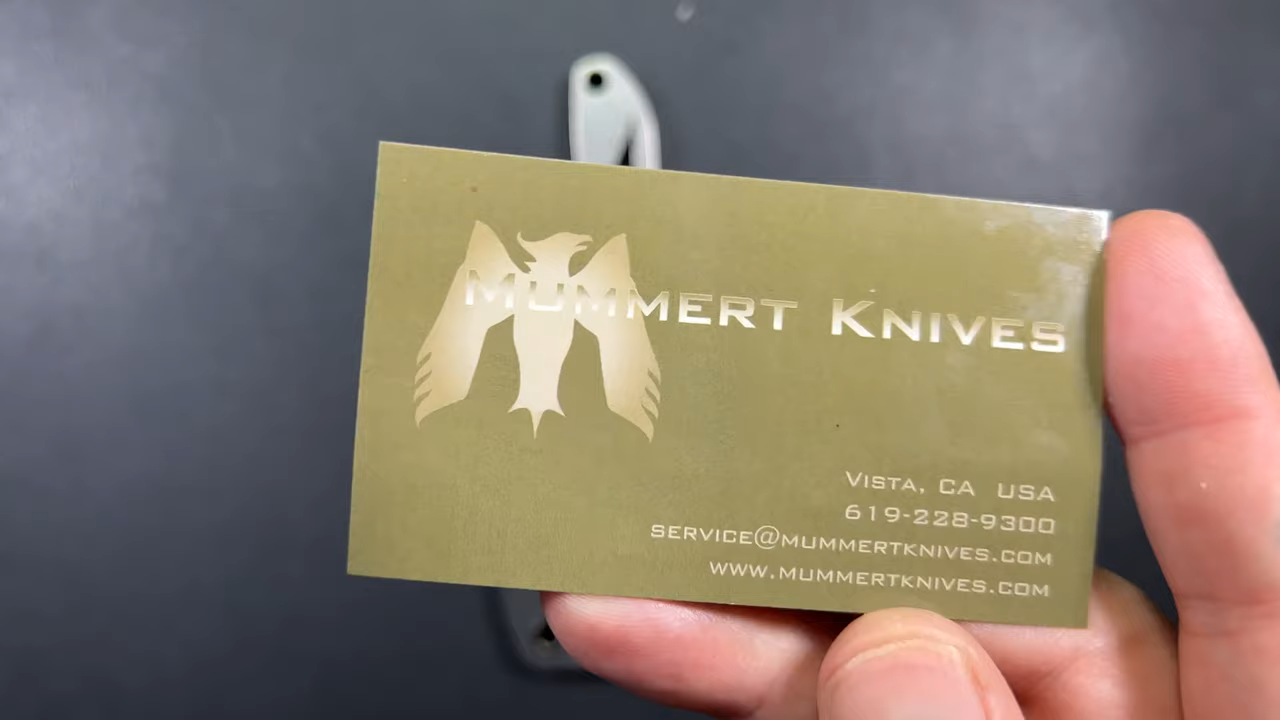 MUMMERT KNIVES
VISTA, CA USA
619-228-9300
SERVICE@MUMMERTKNIVES.COM
WWW.MUMMERTKNIVES.COM